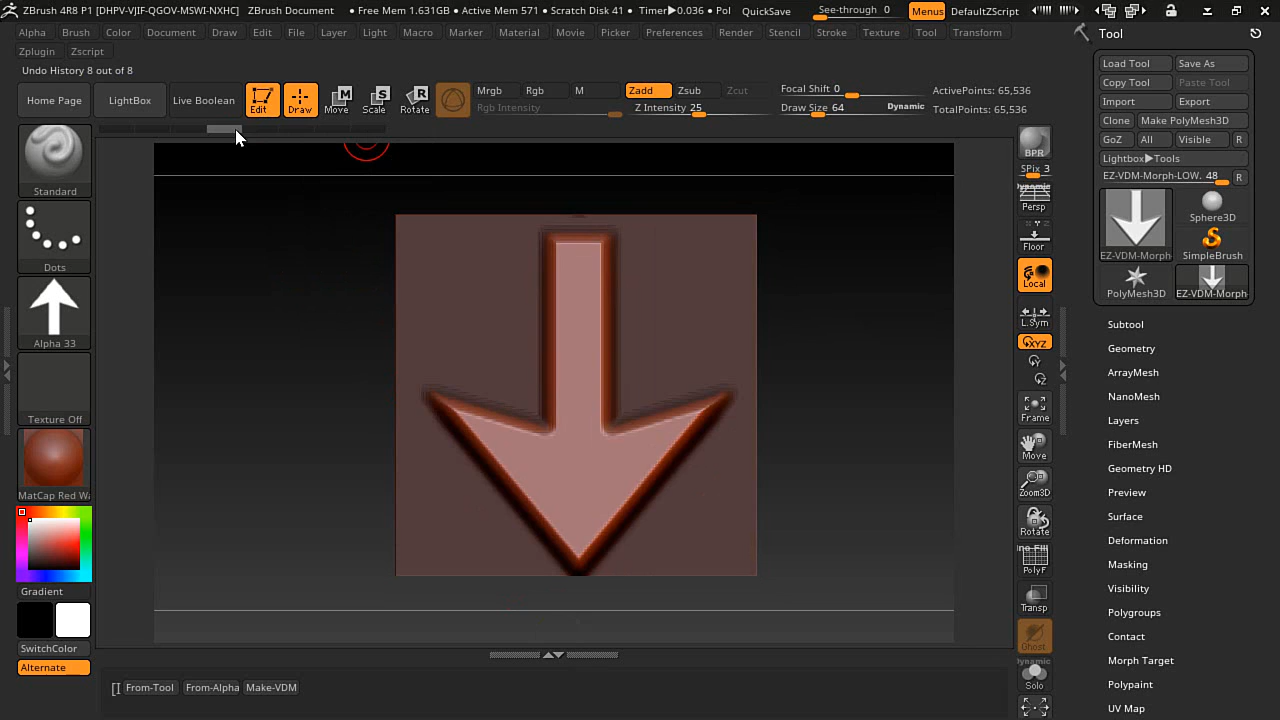 ZBrush 4R8 P1 [DHPV-VJIF-QGOV-MSWI-NXHC] ZBrush Document • Free Mem 1.631GB • Active Mem 571 • Scratch Disk 41 • Timer▶0.036 • Pol QuickSave See-through 0 Menus DefaultZScript
Alpha Brush Color Document Draw Edit File Layer Light Macro Marker Material Movie Picker Preferences Render Stencil Stroke Texture Tool Transform
Zplugin Zscript
Undo History 8 out of 8
Home Page LightBox Live Boolean Edit Draw Move Scale Rotate
Mrgb Rgb M Zadd Zsub Zcut Focal Shift 0 ActivePoints: 65,536
Rgb Intensity Z Intensity 25 Draw Size 64 Dynamic TotalPoints: 65,536
Standard
Dots
Alpha 33
Texture Off
MatCap Red Wa
Gradient
SwitchColor
Alternate
From-Tool From-Alpha Make-VDM
BPR
SPix 3
Dynamic
Persp
Floor
Local
L.Sym
XYZ
Y
Z
Frame
Move
Zoom3D
Rotate
PolyF
Transp
Ghost
Dynamic
Solo
Tool
Load Tool Save As
Copy Tool Paste Tool
Import Export
Clone Make PolyMesh3D
GoZ All Visible R
Lightbox▶Tools
EZ-VDM-Morph-LOW. 48 R
EZ-VDM-Morph Sphere3D
SimpleBrush
PolyMesh3D EZ-VDM-Morph
Subtool
Geometry
ArrayMesh
NanoMesh
Layers
FiberMesh
Geometry HD
Preview
Surface
Deformation
Masking
Visibility
Polygroups
Contact
Morph Target
Polypaint
UV Map